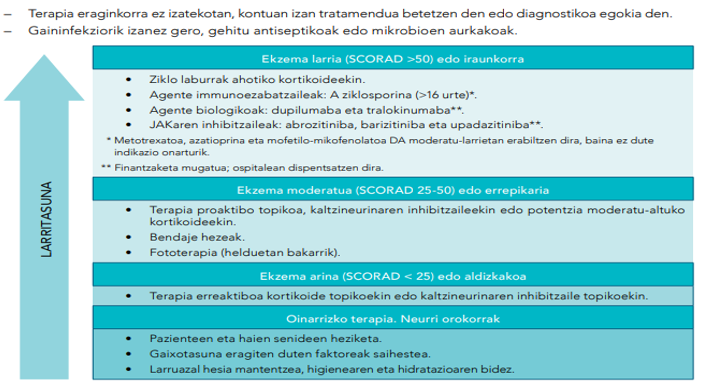 – Terapia eraginkorra ez izatekotan, kontuan izan tratamendua betetzen den edo diagnostikoa egokia den.
– Gaininfekziorik izanez gero, gehitu antiseptikoak edo mikrobioen aurkakoak.
LARRITASUNA
Ekzema larria (SCORAD >50) edo iraunkorra
• Ziklo laburrak ahotiko kortikoideekin.
• Agente immunoezabatzaileak: A ziklosporina (>16 urte)*.
• Agente biologikoak: dupilumaba eta tralokinumaba**.
• JAKaren inhibitzaileak: abrozitiniba, barizitiniba eta upadazitiniba**.
* Metotrexatoa, azatioprina eta mofetilo-mikofenolatoa DA moderatu-larrietan erabiltzen dira, baina ez dute
indikazio onarturik.
** Finantzaketa mugatua; ospitalean dispentsatzen dira.
Ekzema moderatua (SCORAD 25-50) edo errepikaria
• Terapia proaktibo topikoa, kaltzineurinaren inhibitzaileekin edo potentzia moderatu-altuko
kortikoideekin.
• Bendaje hezeak.
• Fototerapia (helduetan bakarrik).
Ekzema arina (SCORAD < 25) edo aldizkakoa
• Terapia erreaktiboa kortikoide topikoekin edo kaltzineurinaren inhibitzaile topikoekin.
Oinarrizko terapia. Neurri orokorrak
• Pazienteen eta haien senideen heziketa.
• Gaixotasuna eragiten duten faktoreak saihestea.
• Larruazal hesia mantentzea, higienearen eta hidratazioaren bidez.